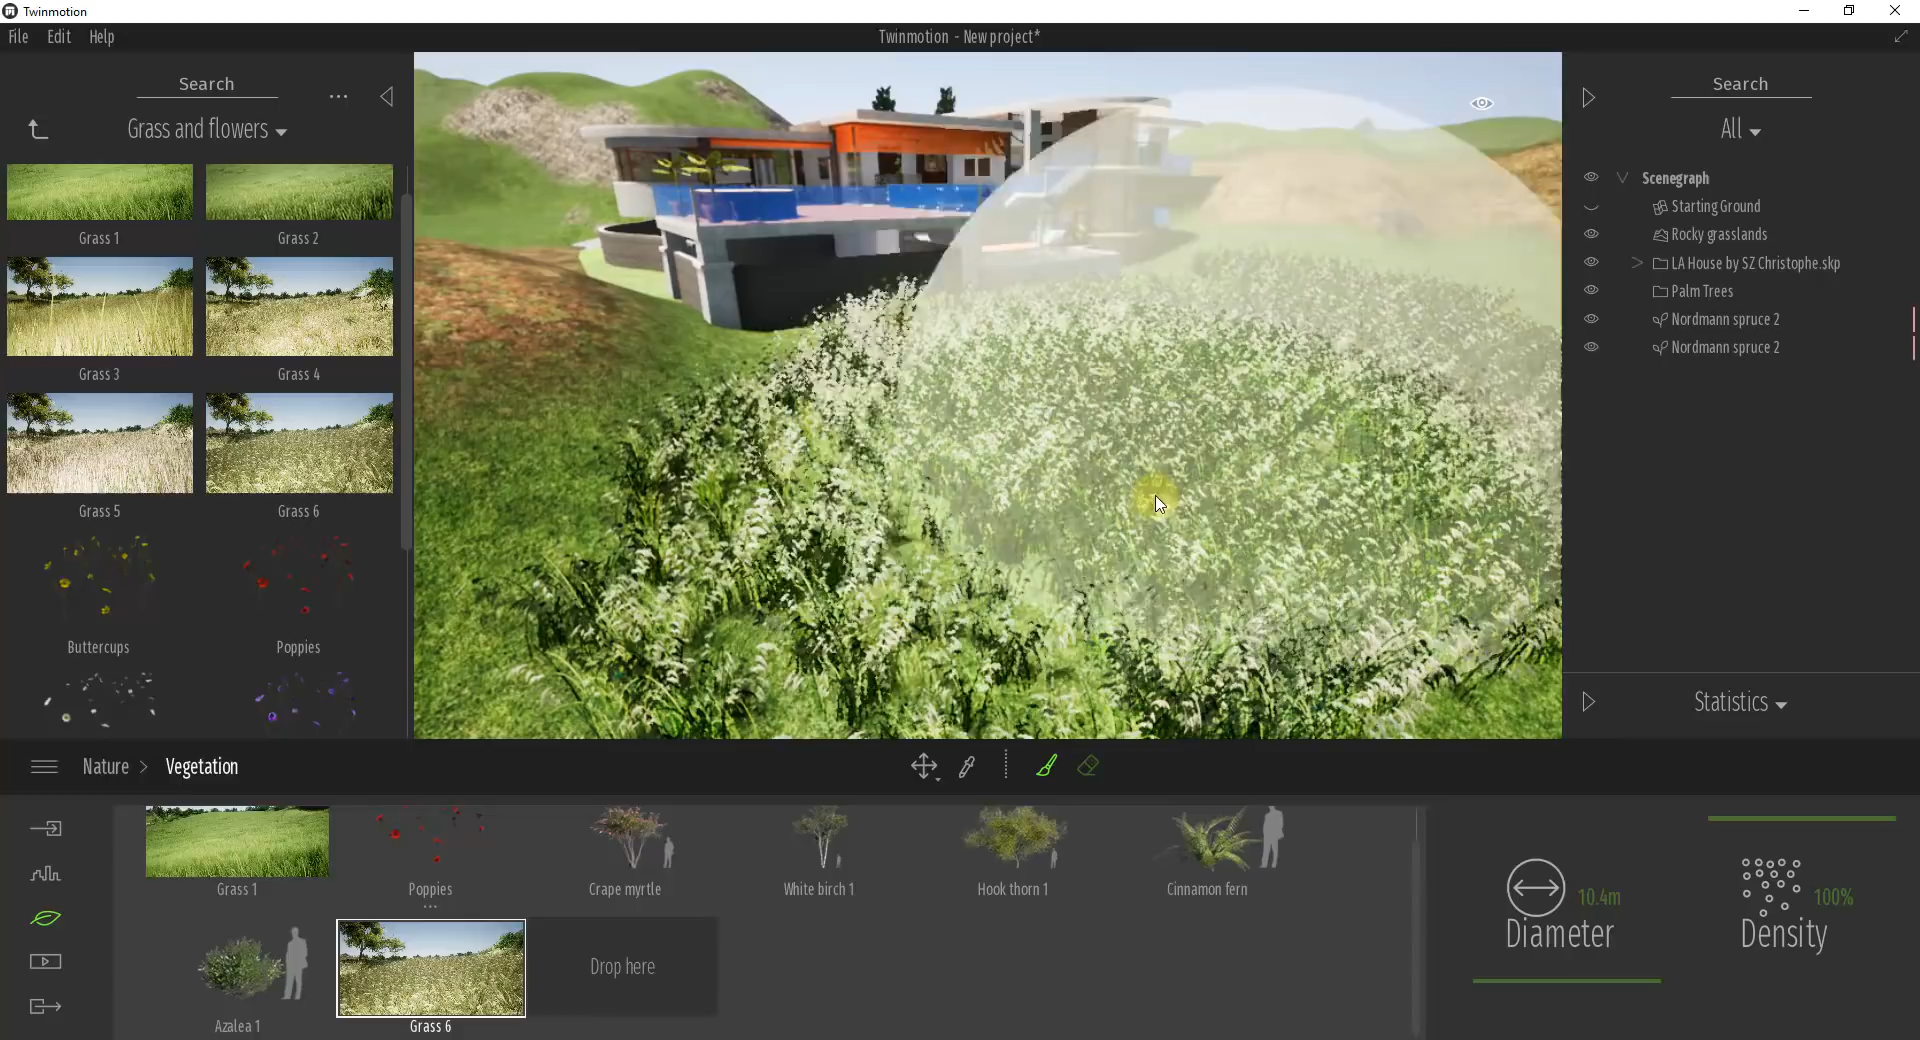 Twinmotion
File Edit Help
Twinmotion - New project*
Search
Grass and flowers
Grass 1
Grass 2
Grass 3
Grass 4
Grass 5
Grass 6
Buttercups
Poppies
Search
All
Scenegraph
Starting Ground
Rocky grasslands
LA House by SZ Christophe.skp
Palm Trees
Nordmann spruce 2
Nordmann spruce 2
Statistics
Nature > Vegetation
Grass 1
Poppies
Crape myrtle
White birch 1
Hook thorn 1
Cinnamon fern
Azalea 1
Grass 6
Drop here
10.4m
Diameter
100%
Density